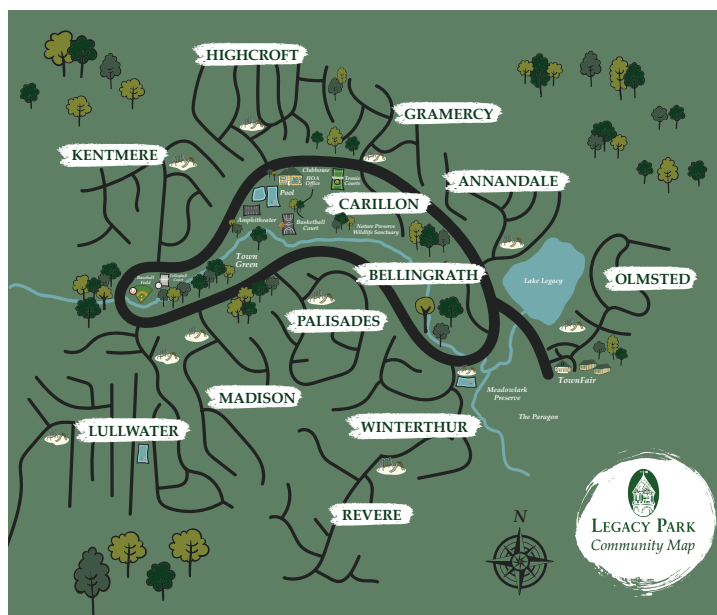 HIGHCROFT
GRAMERCY
KENTMERE
ANNANDALE
Clubhouse
HOA
Office
Tennis
Courts
Pool
CARILLON
Amphitheater
Basketball
Court
Nature Preserve
Wildlife Sanctuary
Town
Green
BELLINGRATH
OLMSTED
Lake Legacy
Baseball
Field
PALISADES
TownFair
MADISON
Meadowlark
Preserve
The Paragon
LULLWATER
WINTERTHUR
REVERE
N
LEGACY PARK
Community Map